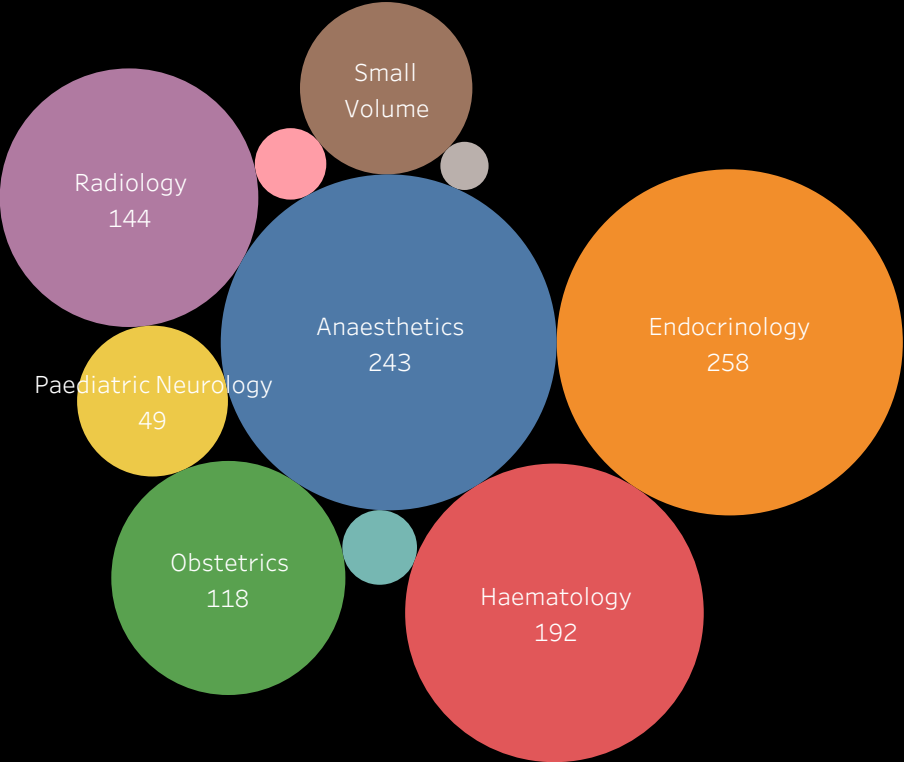 Small
Volume
Radiology
144
Anaesthetics
243
Endocrinology
258
Paediatric Neurology
49
Obstetrics
118
Haematology
192